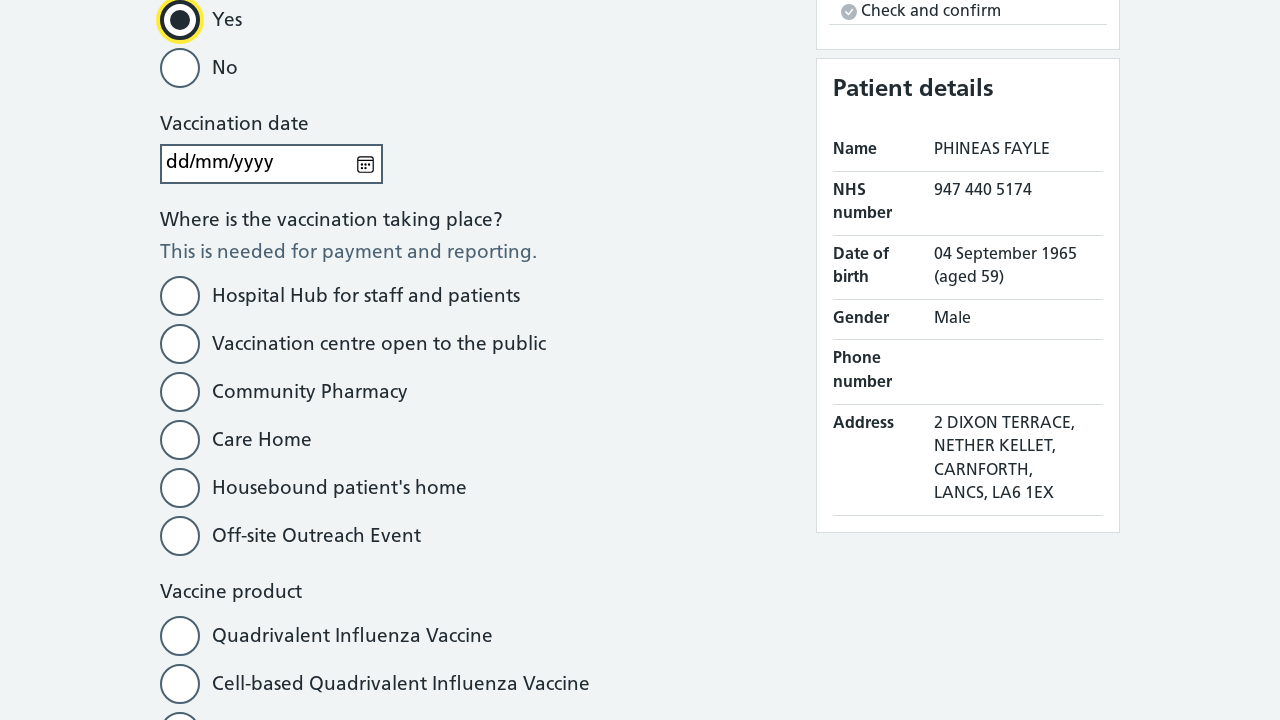 Yes
No
Vaccination date
dd/mm/yyyy
Where is the vaccination taking place?
This is needed for payment and reporting.
Hospital Hub for staff and patients
Vaccination centre open to the public
Community Pharmacy
Care Home
Housebound patient's home
Off-site Outreach Event
Vaccine product
Quadrivalent Influenza Vaccine
Cell-based Quadrivalent Influenza Vaccine
Check and confirm
Patient details
Name PHINEAS FAYLE
NHS number 947 440 5174
Date of birth 04 September 1965 (aged 59)
Gender Male
Phone number
Address 2 DIXON TERRACE,
NETHER KELLET,
CARNFORTH,
LANCS, LA6 1EX